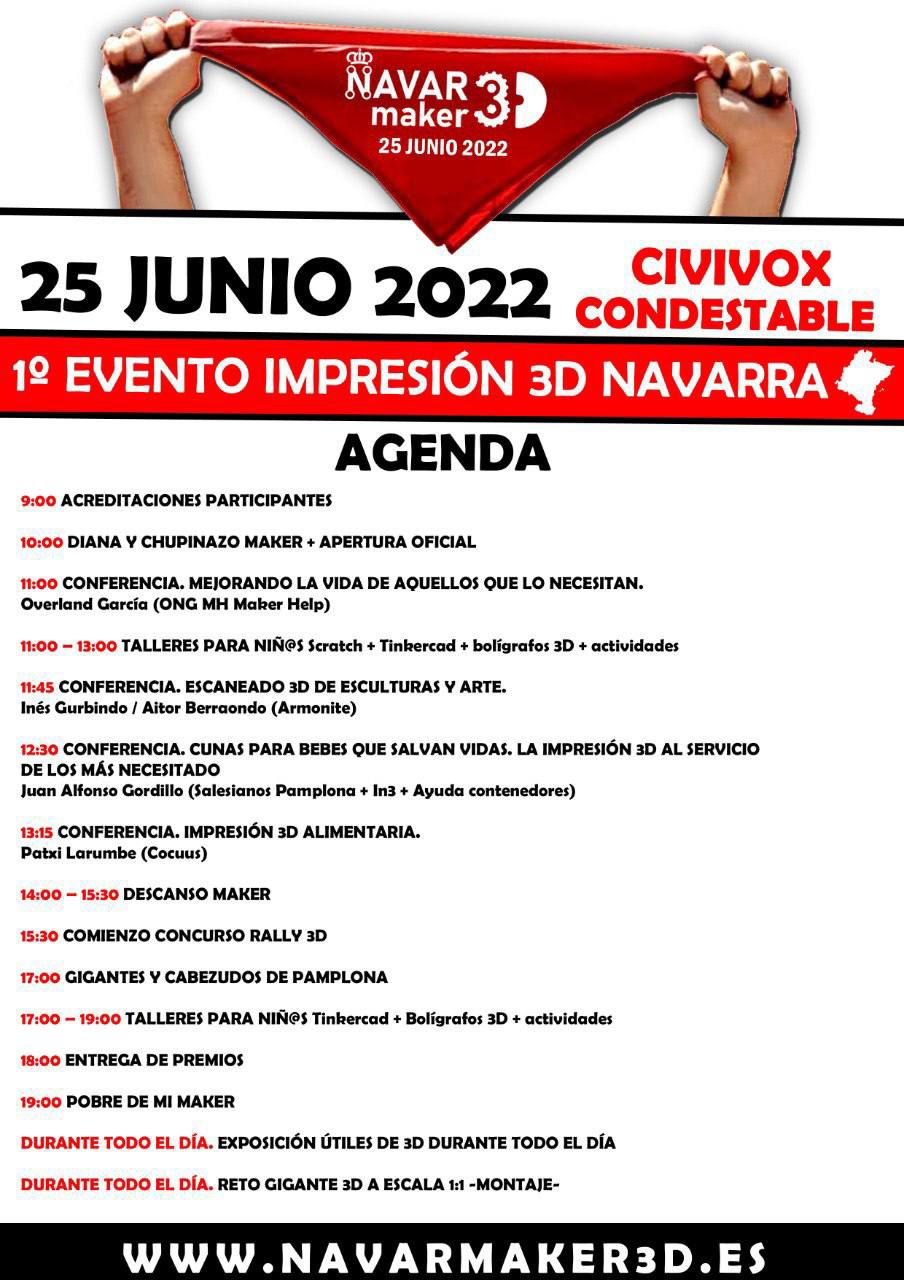 NAVAR
maker 3D
25 JUNIO 2022
25 JUNIO 2022
CIVIVOX
CONDESTABLE
1º EVENTO IMPRESIÓN 3D NAVARRA
AGENDA
9:00 ACREDITACIONES PARTICIPANTES
10:00 DIANA Y CHUPINAZO MAKER + APERTURA OFICIAL
11:00 CONFERENCIA. MEJORANDO LA VIDA DE AQUELLOS QUE LO NECESITAN.
Overland García (ONG MH Maker Help)
11:00 – 13:00 TALLERES PARA NIÑ@S Scratch + Tinkercad + bolígrafos 3D + actividades
11:45 CONFERENCIA. ESCANEADO 3D DE ESCULTURAS Y ARTE.
Inés Gurbindo / Aitor Berraondo (Armonite)
12:30 CONFERENCIA. CUNAS PARA BEBES QUE SALVAN VIDAS. LA IMPRESIÓN 3D AL SERVICIO
DE LOS MÁS NECESITADO
Juan Alfonso Gordillo (Salesianos Pamplona + In3 + Ayuda contenedores)
13:15 CONFERENCIA. IMPRESIÓN 3D ALIMENTARIA.
Patxi Larumbe (Cocuus)
14:00 – 15:30 DESCANSO MAKER
15:30 COMIENZO CONCURSO RALLY 3D
17:00 GIGANTES Y CABEZUDOS DE PAMPLONA
17:00 – 19:00 TALLERES PARA NIÑ@S Tinkercad + Bolígrafos 3D + actividades
18:00 ENTREGA DE PREMIOS
19:00 POBRE DE MI MAKER
DURANTE TODO EL DÍA. EXPOSICIÓN ÚTILES DE 3D DURANTE TODO EL DÍA
DURANTE TODO EL DÍA. RETO GIGANTE 3D A ESCALA 1:1 -MONTAJE-
WWW.NAVARMAKER3D.ES